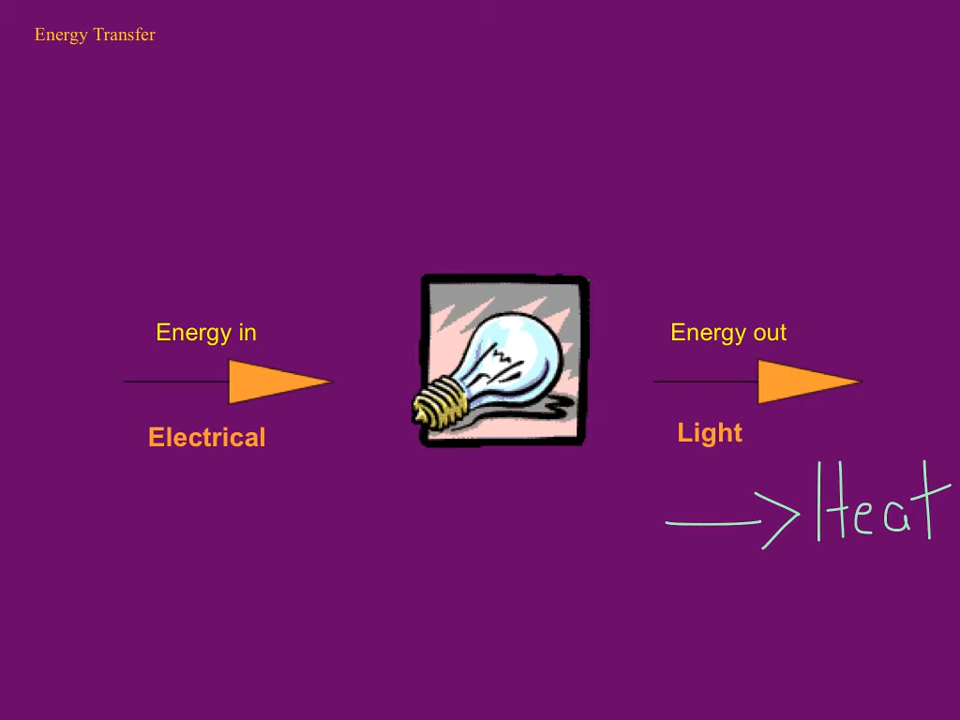 Energy Transfer
Energy in
Electrical
Energy out
Light
Heat